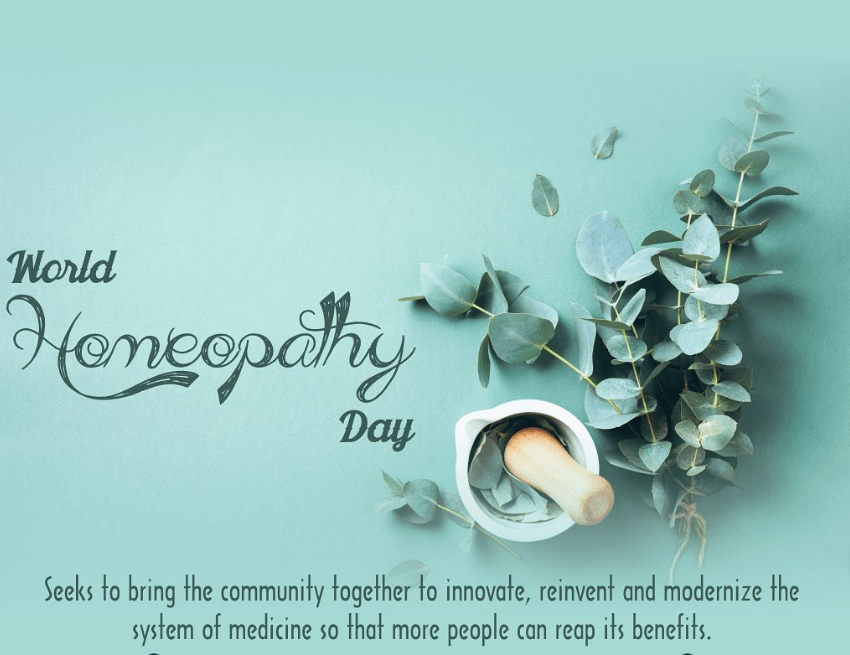 World
Homeopathy
Day
Seeks to bring the community together to innovate, reinvent and modernize the
system of medicine so that more people can reap its benefits.